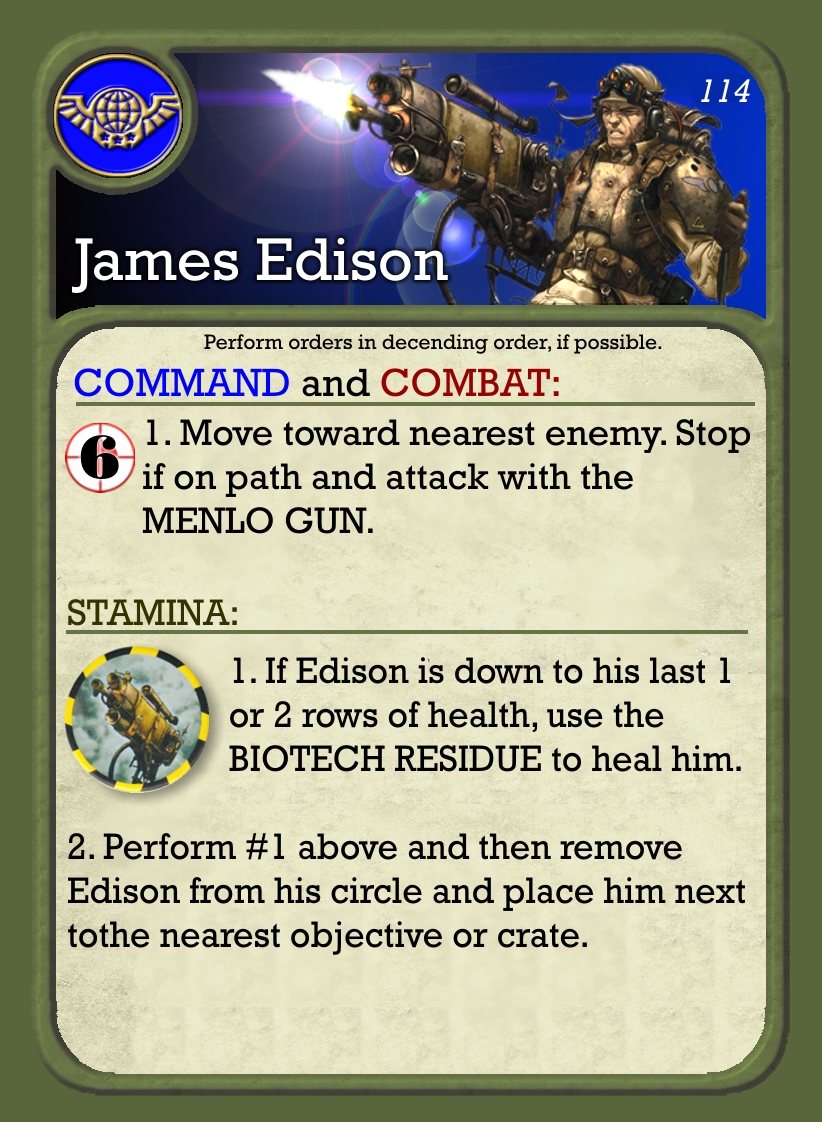 114
James Edison
Perform orders in decending order, if possible.
COMMAND and COMBAT:
6
1. Move toward nearest enemy. Stop
if on path and attack with the
MENLO GUN.
STAMINA:
1. If Edison is down to his last 1
or 2 rows of health, use the
BIOTECH RESIDUE to heal him.
2. Perform #1 above and then remove
Edison from his circle and place him next
tothe nearest objective or crate.